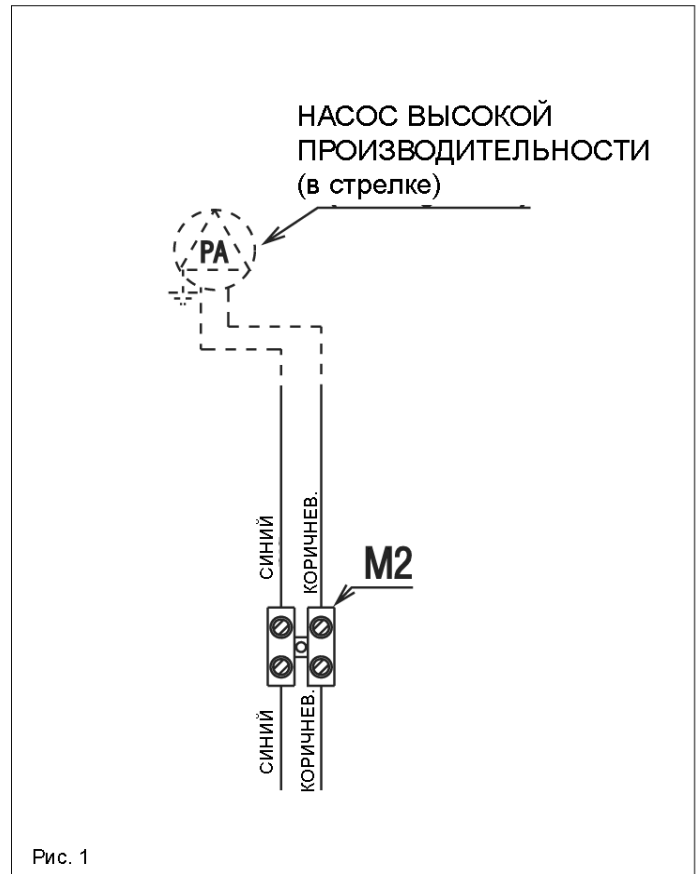 НАСОС ВЫСОКОЙ
ПРОИЗВОДИТЕЛЬНОСТИ
(в стрелке)
PA
СИНИЙ
КОРИЧНЕВ.
M2
СИНИЙ
КОРИЧНЕВ.
Рис. 1